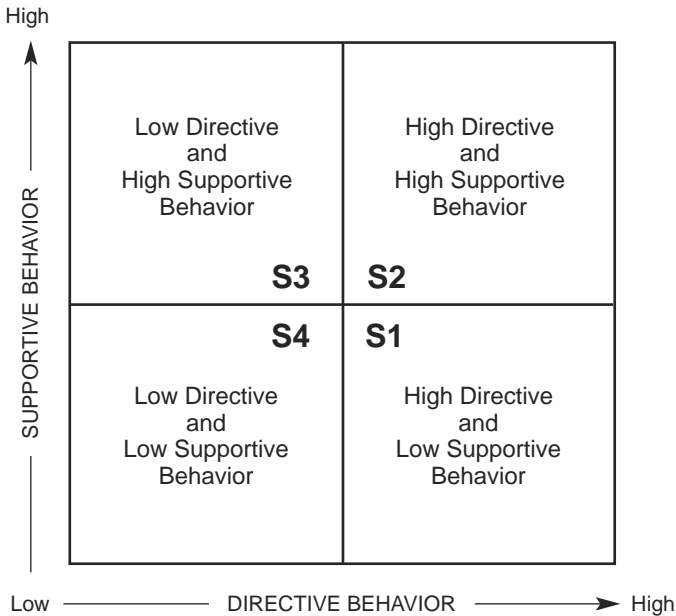 High
Low Directive
and
High Supportive
Behavior
High Directive
and
High Supportive
Behavior
S3
S2
SUPPORTIVE BEHAVIOR
S4
S1
Low Directive
and
Low Supportive
Behavior
High Directive
and
Low Supportive
Behavior
Low
DIRECTIVE BEHAVIOR
High